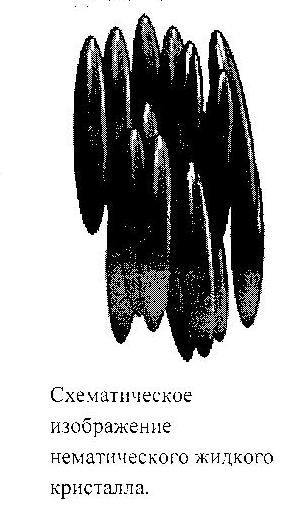 Схематическое
изображение
нематического жидкого
кристалла.